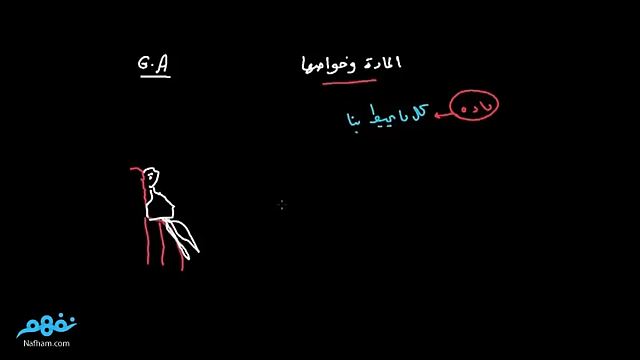 G.A
المادة وخواصها
كل ما يحيط بنا
مادة
نفهم
Nafham.com